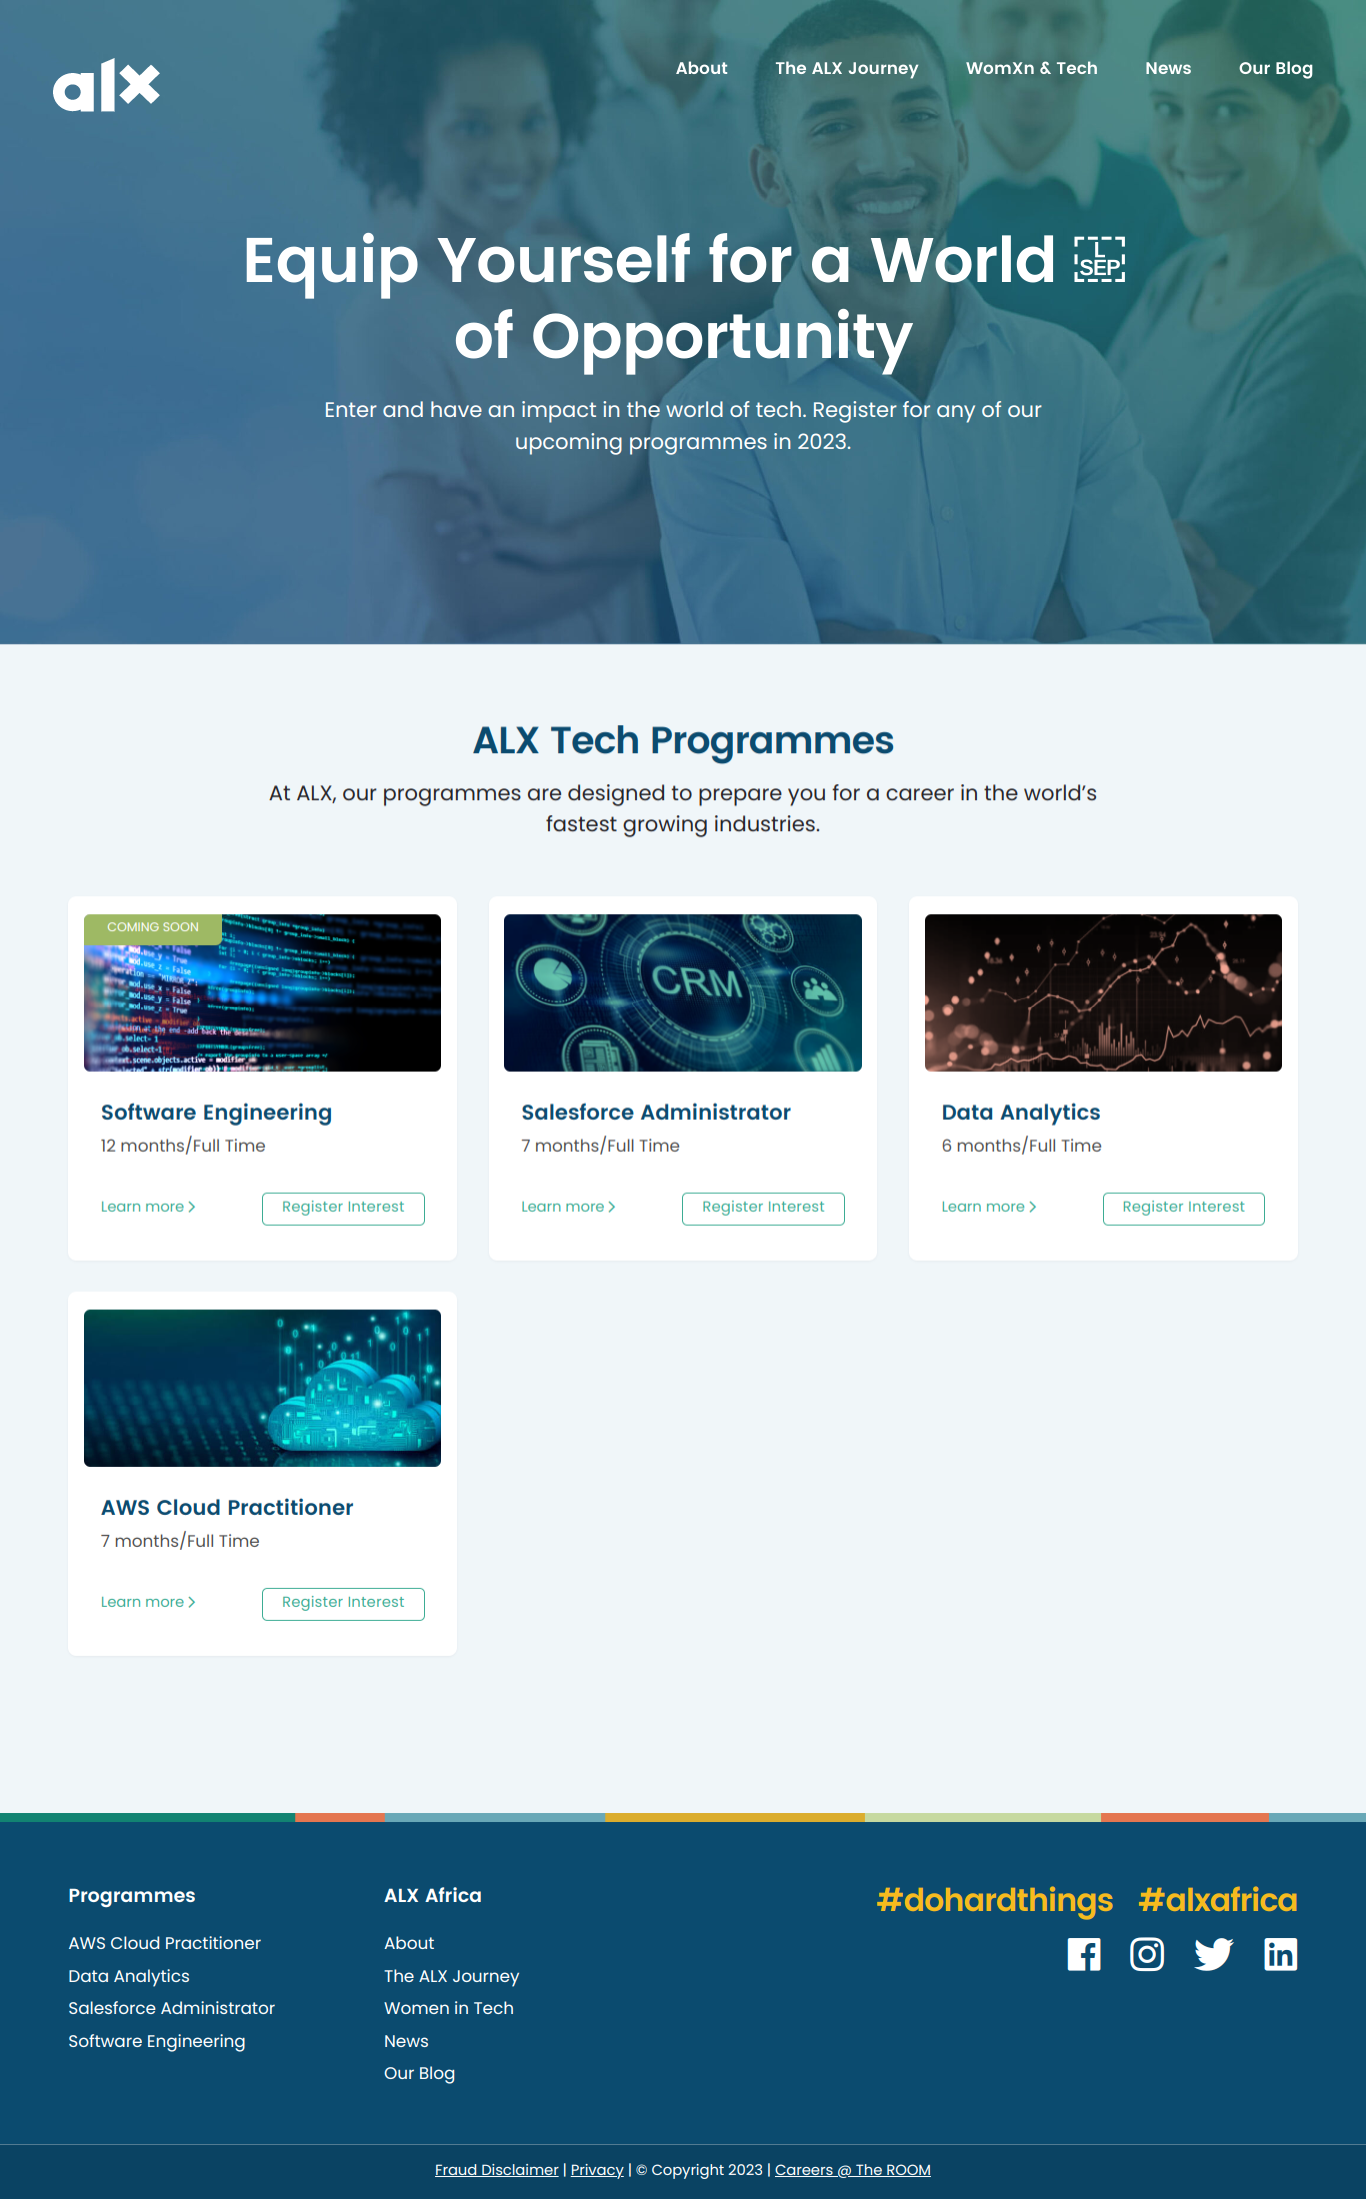 alx
About
The ALX Journey
WomXn & Tech
News
Our Blog
Equip Yourself for a World L SEP
of Opportunity
Enter and have an impact in the world of tech. Register for any of our
upcoming programmes in 2023.
ALX Tech Programmes
At ALX, our programmes are designed to prepare you for a career in the world’s
fastest growing industries.
COMING SOON
CRM
Software Engineering
12 months/Full Time
Learn more
Register Interest
Salesforce Administrator
7 months/Full Time
Learn more
Register Interest
Data Analytics
6 months/Full Time
Learn more
Register Interest
AWS Cloud Practitioner
7 months/Full Time
Learn more
Register Interest
Programmes
AWS Cloud Practitioner
Data Analytics
Salesforce Administrator
Software Engineering
ALX Africa
About
The ALX Journey
Women in Tech
News
Our Blog
#dohardthings #alxafrica
Fraud Disclaimer | Privacy | © Copyright 2023 | Careers @ The ROOM